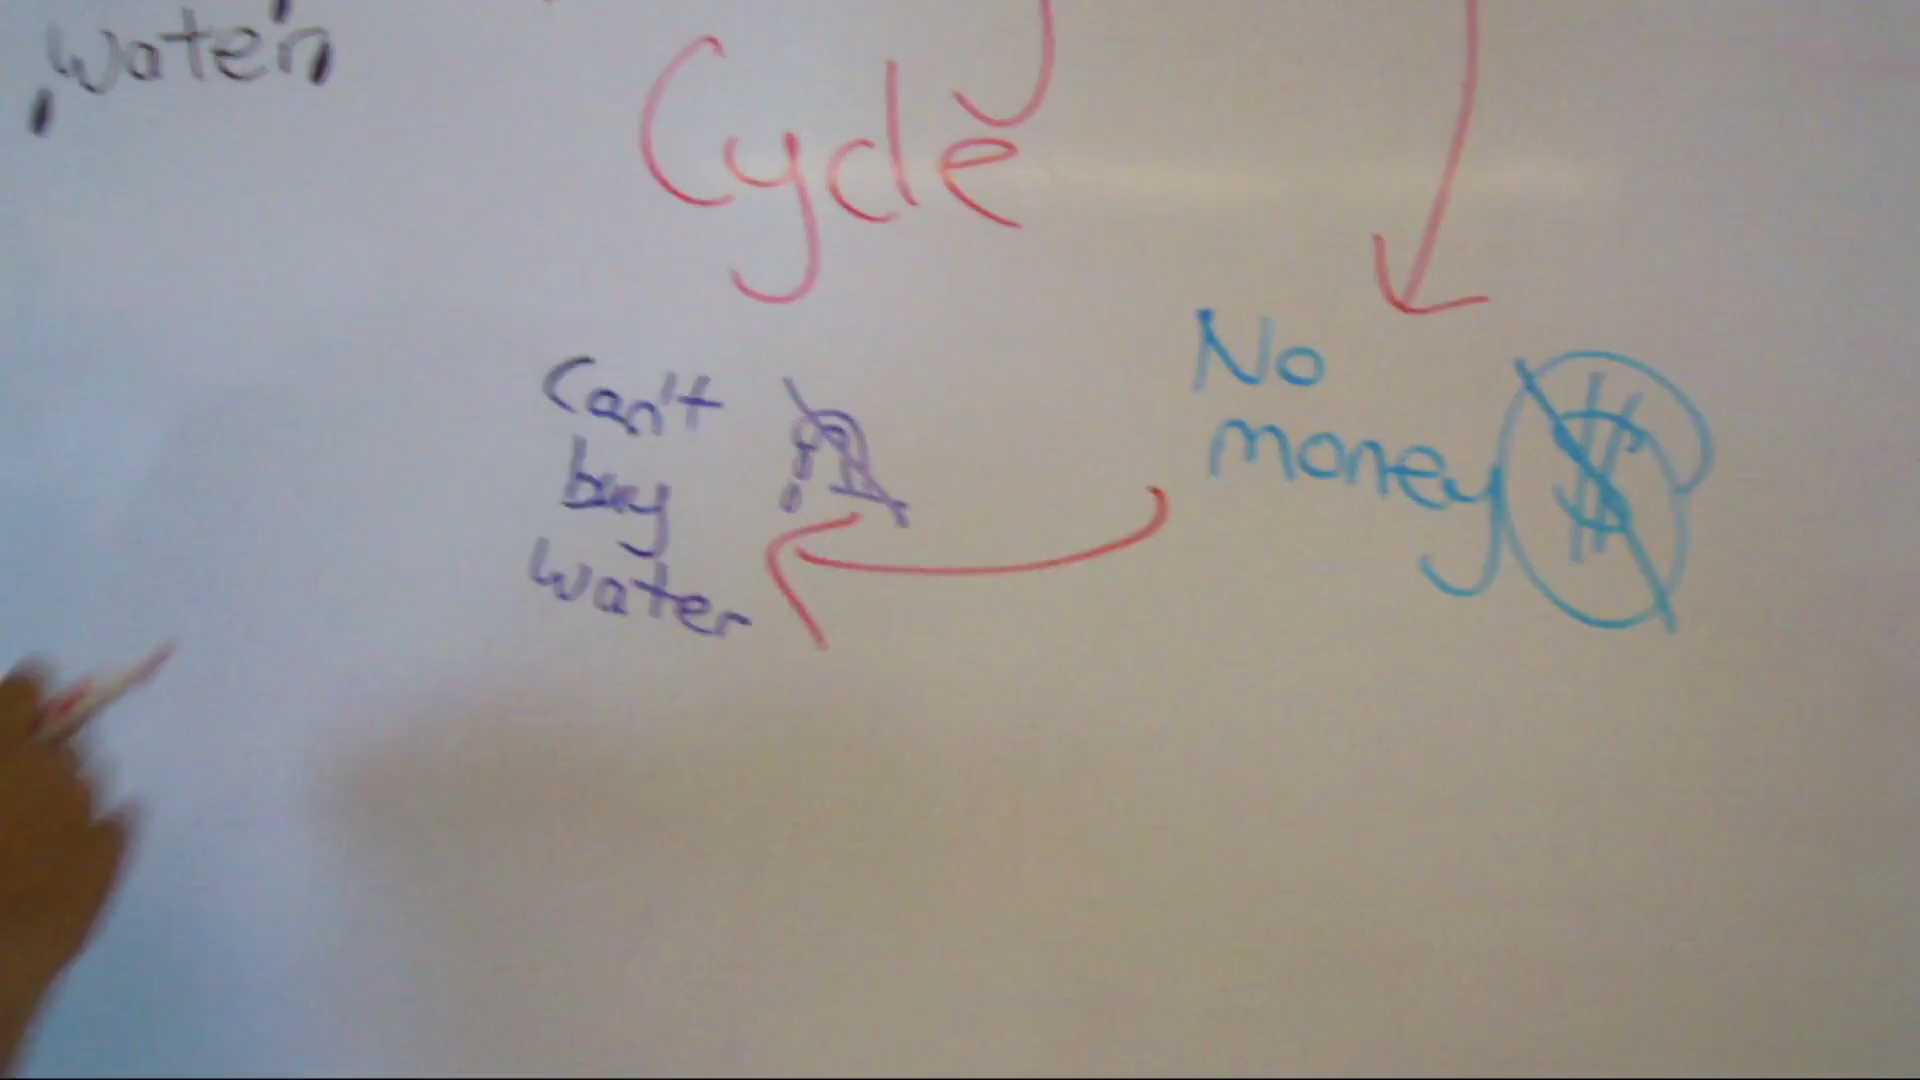 water
Cycle
No
money $
Can't
buy
water